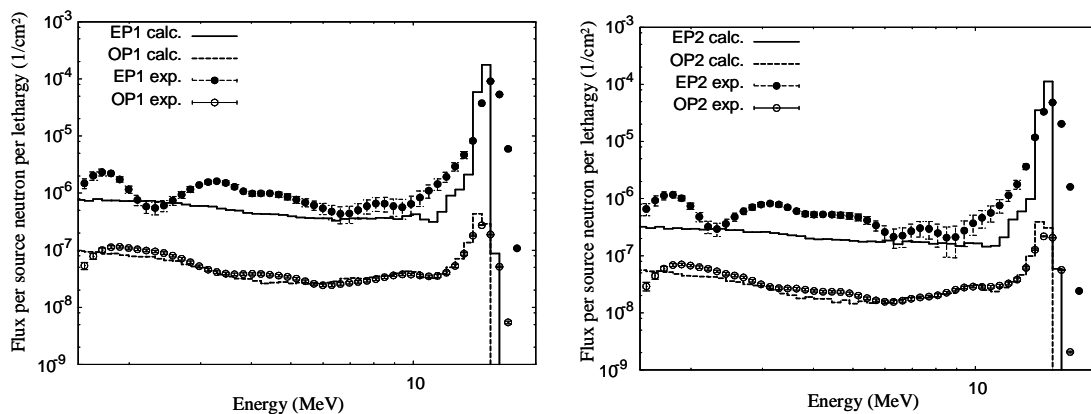 10⁻³
EP1 calc.
OP1 calc.
EP1 exp.
OP1 exp.
10⁻⁴
10⁻⁵
10⁻⁶
10⁻⁷
10⁻⁸
10⁻⁹
Flux per source neutron per lethargy (1/cm²)
10
Energy (MeV)
10⁻³
EP2 calc.
OP2 calc.
EP2 exp.
OP2 exp.
10⁻⁴
10⁻⁵
10⁻⁶
10⁻⁷
10⁻⁸
10⁻⁹
Flux per source neutron per lethargy (1/cm²)
10
Energy (MeV)